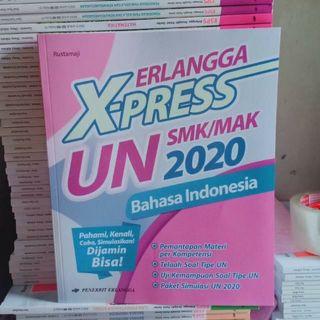 Rustamaji
ERLANGGA
X-PRESS
UN SMK/MAK
2020
Bahasa Indonesia
Pahami, Kenali,
Coba, Simulasikan!
Dijamin
Bisa!
• Pemantapan Materi
per Kompetensi
• Telaah Soal Tipe UN
• Uji Kemampuan Soal Tipe UN
• Paket Simulasi UN 2020
PENERBIT ERLANGGA